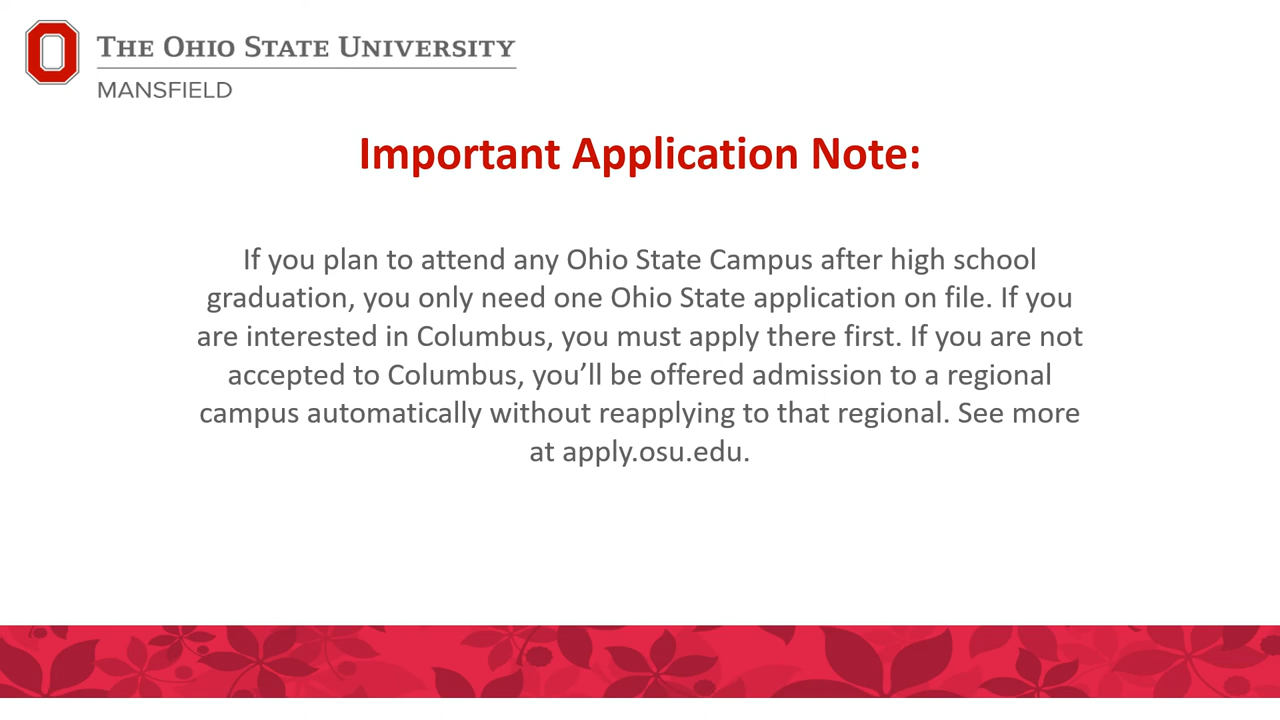 THE OHIO STATE UNIVERSITY
MANSFIELD
Important Application Note:
If you plan to attend any Ohio State Campus after high school
graduation, you only need one Ohio State application on file. If you
are interested in Columbus, you must apply there first. If you are not
accepted to Columbus, you’ll be offered admission to a regional
campus automatically without reapplying to that regional. See more
at apply.osu.edu.